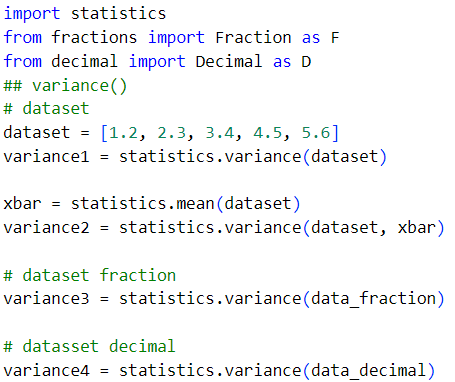 import statistics
from fractions import Fraction as F
from decimal import Decimal as D
## variance()
# dataset
dataset = [1.2, 2.3, 3.4, 4.5, 5.6]
variance1 = statistics.variance(dataset)
xbar = statistics.mean(dataset)
variance2 = statistics.variance(dataset, xbar)
# dataset fraction
variance3 = statistics.variance(data_fraction)
# datasset decimal
variance4 = statistics.variance(data_decimal)